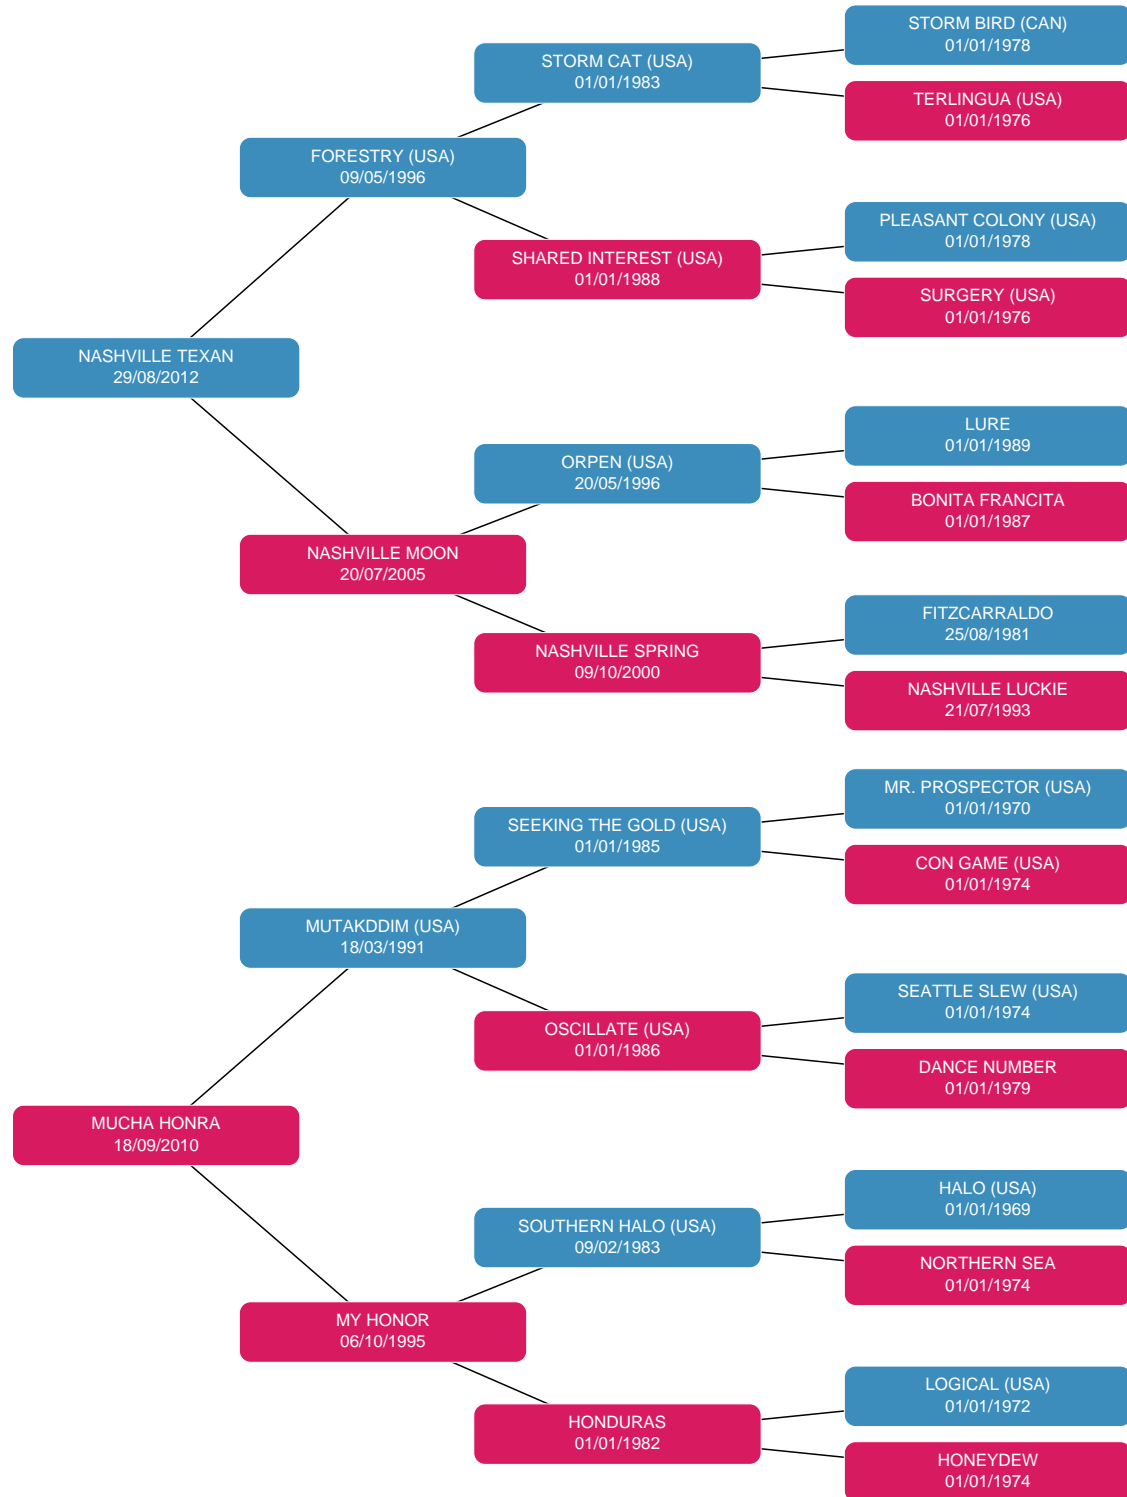 STORM BIRD (CAN)
01/01/1978
STORM CAT (USA)
01/01/1983
TERLINGUA (USA)
01/01/1976
FORESTRY (USA)
09/05/1996
PLEASANT COLONY (USA)
01/01/1978
SHARED INTEREST (USA)
01/01/1988
SURGERY (USA)
01/01/1976
NASHVILLE TEXAN
29/08/2012
LURE
01/01/1989
ORPEN (USA)
20/05/1996
BONITA FRANCITA
01/01/1987
NASHVILLE MOON
20/07/2005
FITZCARRALDO
25/08/1981
NASHVILLE SPRING
09/10/2000
NASHVILLE LUCKIE
21/07/1993
MR. PROSPECTOR (USA)
01/01/1970
SEEKING THE GOLD (USA)
01/01/1985
CON GAME (USA)
01/01/1974
MUTAKDDIM (USA)
18/03/1991
SEATTLE SLEW (USA)
01/01/1974
OSCILLATE (USA)
01/01/1986
DANCE NUMBER
01/01/1979
MUCHA HONRA
18/09/2010
HALO (USA)
01/01/1969
SOUTHERN HALO (USA)
09/02/1983
NORTHERN SEA
01/01/1974
MY HONOR
06/10/1995
LOGICAL (USA)
01/01/1972
HONDURAS
01/01/1982
HONEYDEW
01/01/1974